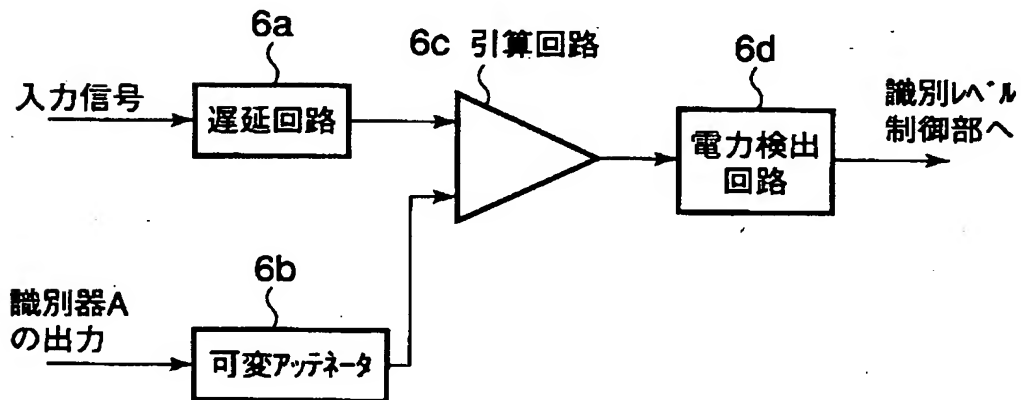 6a
6c 引算回路
6d
入力信号
遅延回路
電力検出
回路
識別レベル
制御部へ
6b
識別器A
の出力
可変アッテネータ